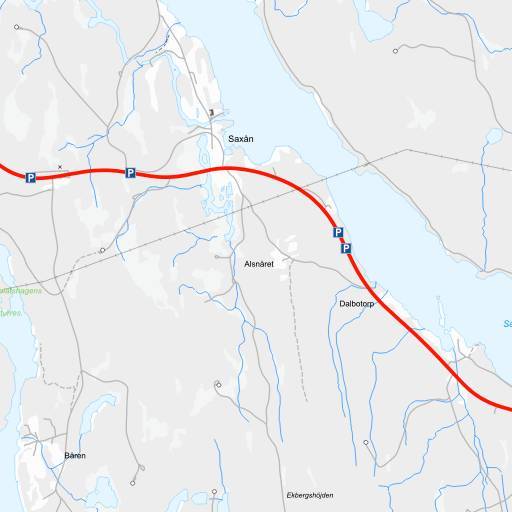 Saxån
P
P
P
P
Alsnäret
Dalbotorp
Båren
Ekbergshöjden